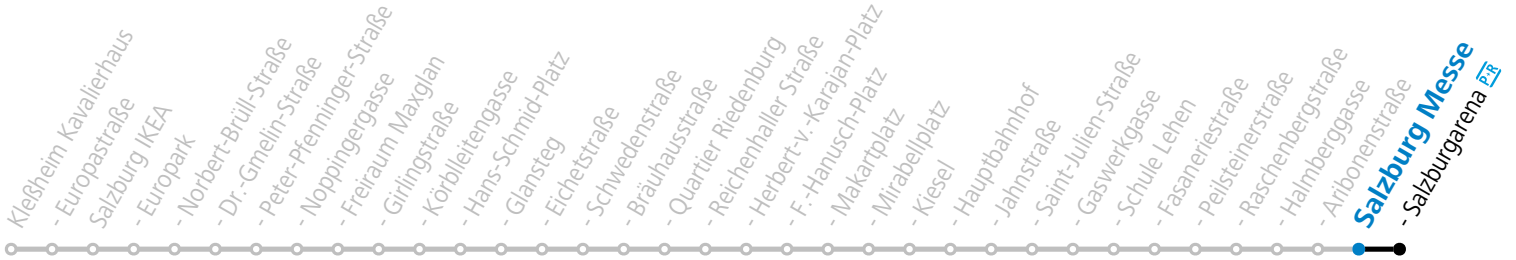 Kleßheim Kavalierhaus
- Europastraße
Salzburg IKEA
- Europark
- Norbert-Brüll-Straße
- Dr.-Gmelin-Straße
- Peter-Pfenninger-Straße
- Noppingergasse
- Freiraum Maxglan
- Girlingstraße
- Körbleitengasse
- Hans-Schmid-Platz
- Glansteg
- Eichetstraße
- Schwedenstraße
- Bräuhausstraße
Quartier Riedenburg
- Reichenhaller Straße
- Herbert-v.-Karajan-Platz
- F.-Hanusch-Platz
- Makartplatz
- Mirabellplatz
- Kiesel
- Hauptbahnhof
- Jahnstraße
- Saint-Julien-Straße
- Gaswerkgasse
- Schule Lehen
- Fasaneriestraße
- Peilsteinerstraße
- Raschenbergstraße
- Halmberggasse
- Aribonenstraße
Salzburg Messe
- Salzburgarena P+R